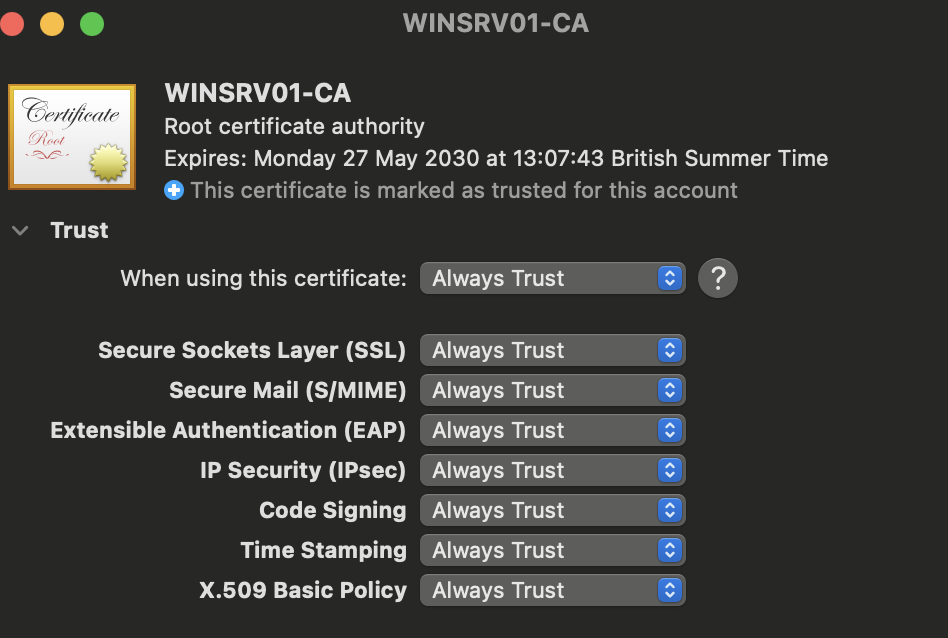 WINSRV01-CA
Certificate
Root
WINSRV01-CA
Root certificate authority
Expires: Monday 27 May 2030 at 13:07:43 British Summer Time
This certificate is marked as trusted for this account
Trust
When using this certificate: Always Trust ?
Secure Sockets Layer (SSL) Always Trust
Secure Mail (S/MIME) Always Trust
Extensible Authentication (EAP) Always Trust
IP Security (IPsec) Always Trust
Code Signing Always Trust
Time Stamping Always Trust
X.509 Basic Policy Always Trust